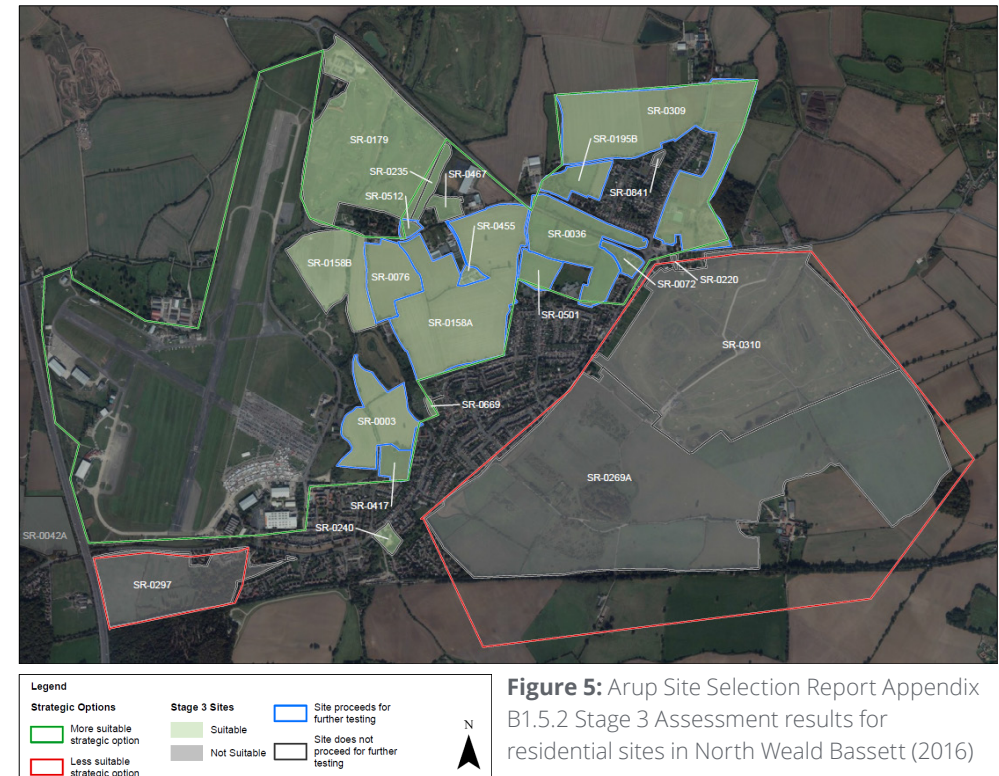 SR-0309
SR-0195B
SR-0179
SR-0235
SR-0467
SR-0841
SR-0512
SR-0455
SR-0036
SR-0158B
SR-0076
SR-0220
SR-0072
SR-0501
SR-0158A
SR-0310
SR-0669
SR-0003
SR-0269A
SR-0417
SR-0240
SR-0042A
SR-0297
Legend
Strategic Options
More suitable
strategic option
Less suitable
strategic option
Stage 3 Sites
Suitable
Not Suitable
Site proceeds for
further testing
Site does not
proceed for further
testing
N
Figure 5: Arup Site Selection Report Appendix
B1.5.2 Stage 3 Assessment results for
residential sites in North Weald Bassett (2016)